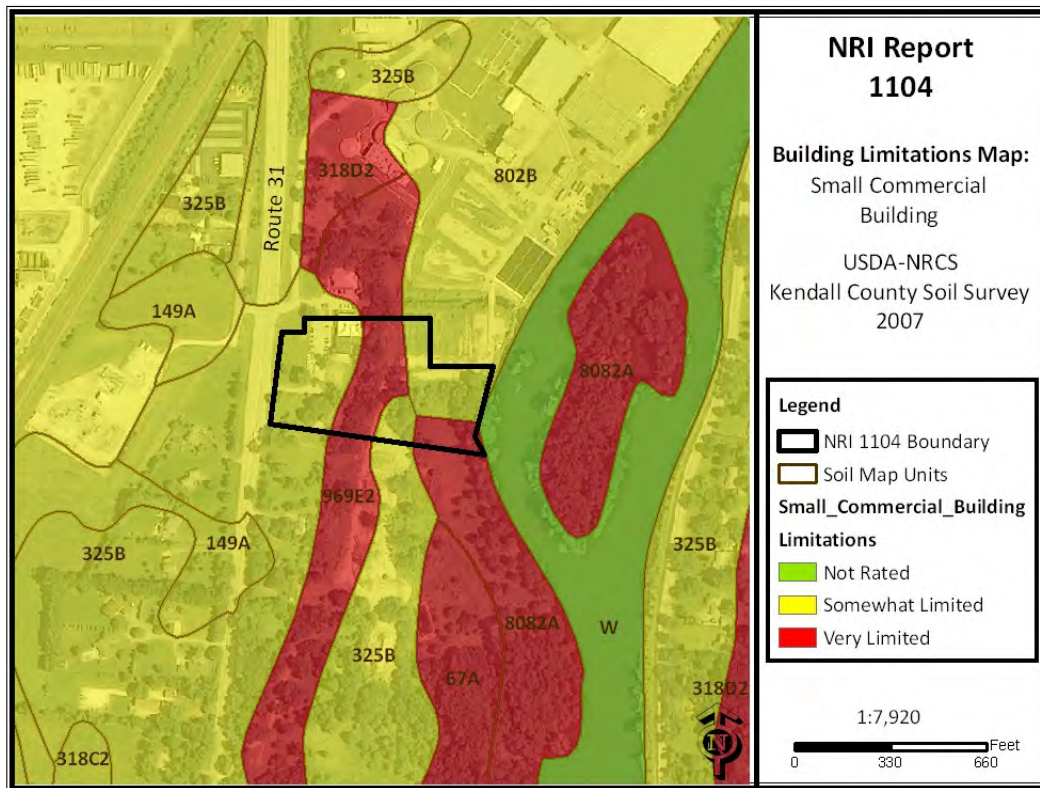 325B
318D2
802B
325B
Route 31
149A
8082A
969E2
149A
325B
325B
325B
8082A
W
67A
318D2
318C2
N
NRI Report
1104
Building Limitations Map:
Small Commercial
Building
USDA-NRCS
Kendall County Soil Survey
2007
Legend
NRI 1104 Boundary
Soil Map Units
Small_Commercial_Building
Limitations
Not Rated
Somewhat Limited
Very Limited
1:7,920
Feet
0 330 660